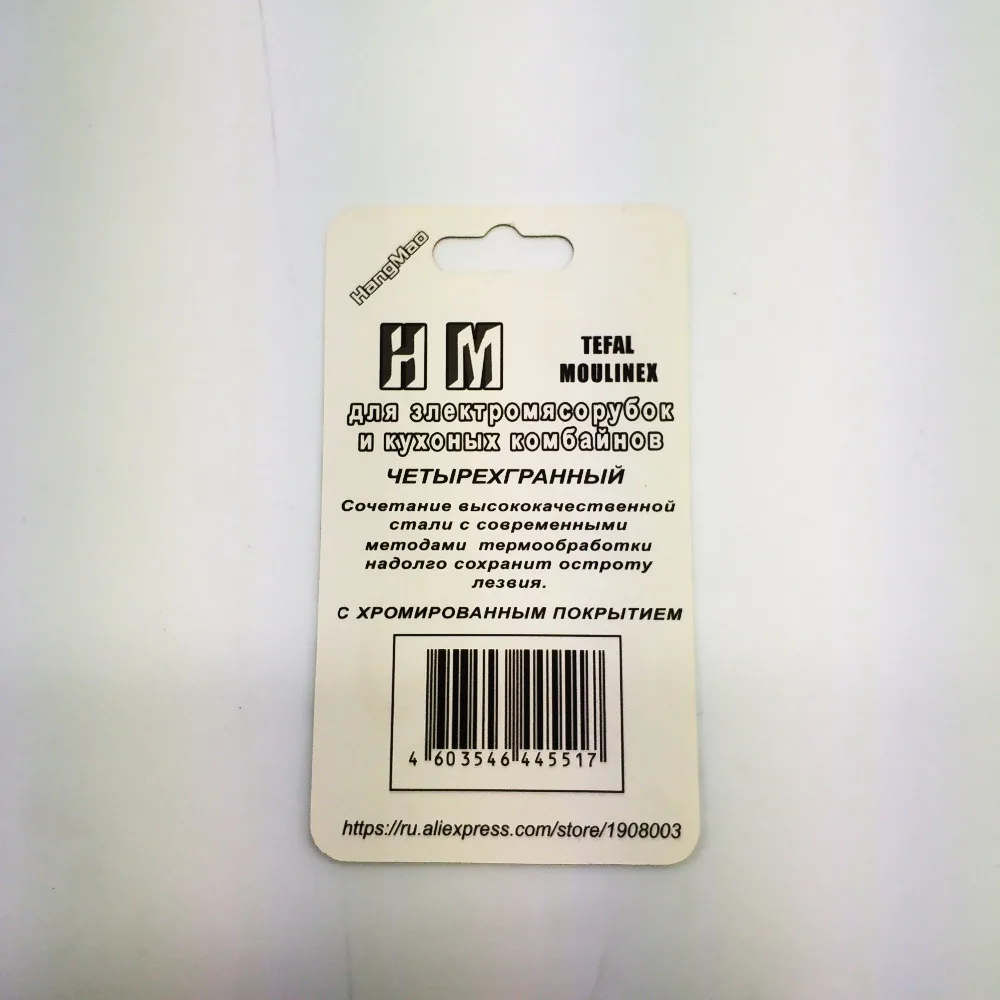 HangMao
HM
TEFAL
MOULINEX
для электромясорубок
и кухоных комбайнов
ЧЕТЫРЕХГРАННЫЙ
Сочетание высококачественной
стали с современными
методами термообработки
надолго сохранит остроту
лезвия.
С ХРОМИРОВАННЫМ ПОКРЫТИЕМ
4 603546 445517
https://ru.aliexpress.com/store/1908003